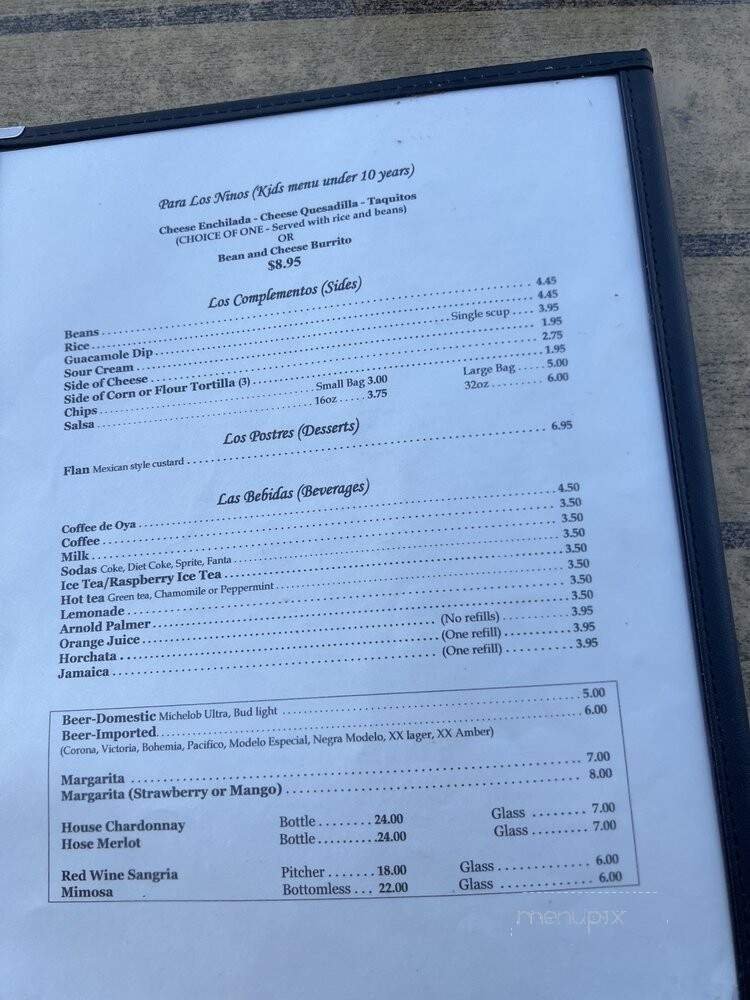 Para Los Ninos (Kids menu under 10 years)
Cheese Enchilada - Cheese Quesadilla - Taquitos
(CHOICE OF ONE - Served with rice and beans)
OR
Bean and Cheese Burrito
$8.95
Los Complementos (Sides)
Beans ........ 4.45
Rice ........ 4.45
Guacamole Dip ........ Single scup .... 3.95
Sour Cream ........ 1.95
Side of Cheese ........ 2.75
Side of Corn or Flour Tortilla (3) ........ 1.95
Chips ........ Small Bag 3.00 Large Bag ..... 5.00
Salsa ........ 16oz ..... 3.75 32oz ......... 6.00
Los Postres (Desserts)
Flan Mexican style custard ........ 6.95
Las Bebidas (Beverages)
Coffee de Oya ........ 4.50
Coffee ........ 3.50
Milk ........ 3.50
Sodas Coke, Diet Coke, Sprite, Fanta ........ 3.50
Ice Tea/Raspberry Ice Tea ........ 3.50
Hot tea Green tea, Chamomile or Peppermint ........ 3.50
Lemonade ........ 3.50
Arnold Palmer ........ 3.50
Orange Juice ........ (No refills) ........ 3.95
Horchata ........ (One refill) ........ 3.95
Jamaica ........ (One refill) ........ 3.95
Beer-Domestic Michelob Ultra, Bud light ........ 5.00
Beer-Imported ........ 6.00
(Corona, Victoria, Bohemia, Pacifico, Modelo Especial, Negra Modelo, XX lager, XX Amber)
Margarita ........ 7.00
Margarita (Strawberry or Mango) ........ 8.00
House Chardonnay Bottle ........ 24.00 Glass ........ 7.00
Hose Merlot Bottle ........ 24.00 Glass ........ 7.00
Red Wine Sangria Pitcher ....... 18.00 Glass ........ 6.00
Mimosa Bottomless ... 22.00 Glass ........ 6.00
menupix